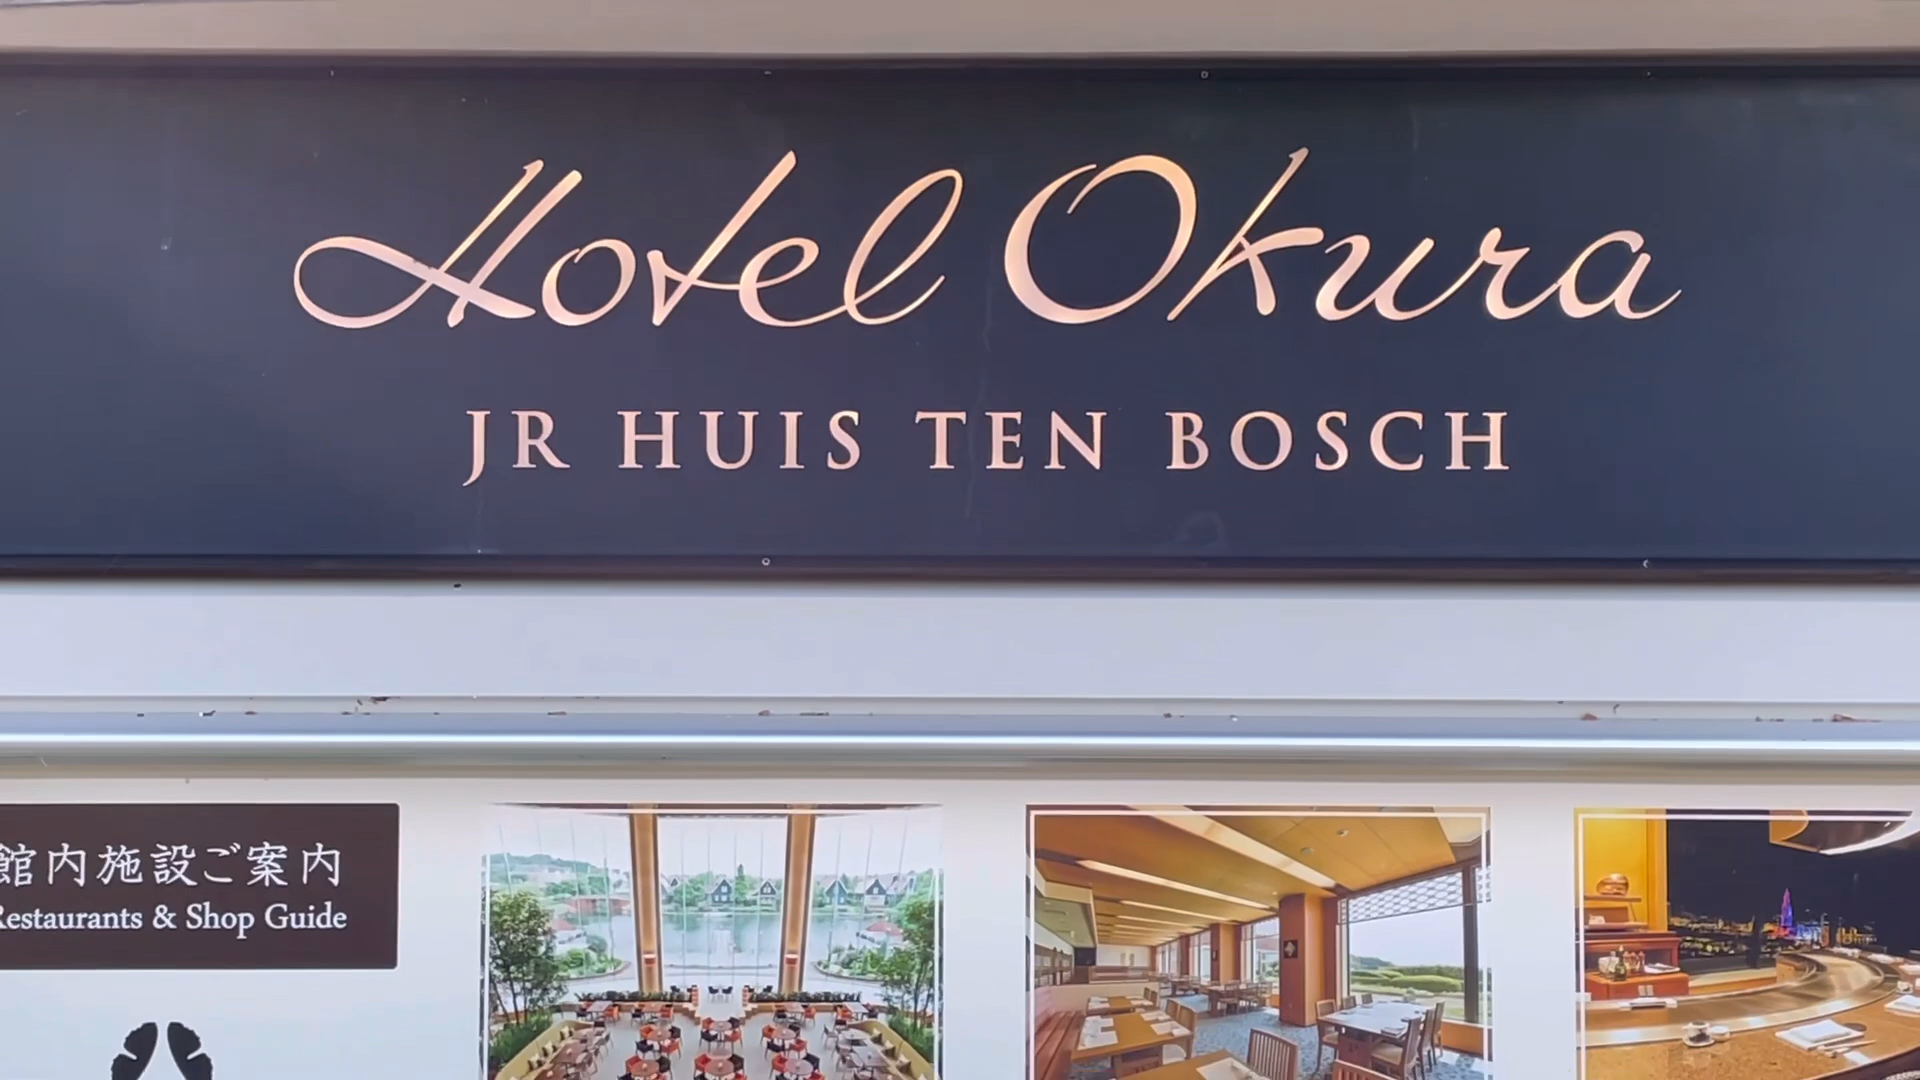 Hotel Okura
JR HUIS TEN BOSCH
館内施設ご案内
Restaurants & Shop Guide